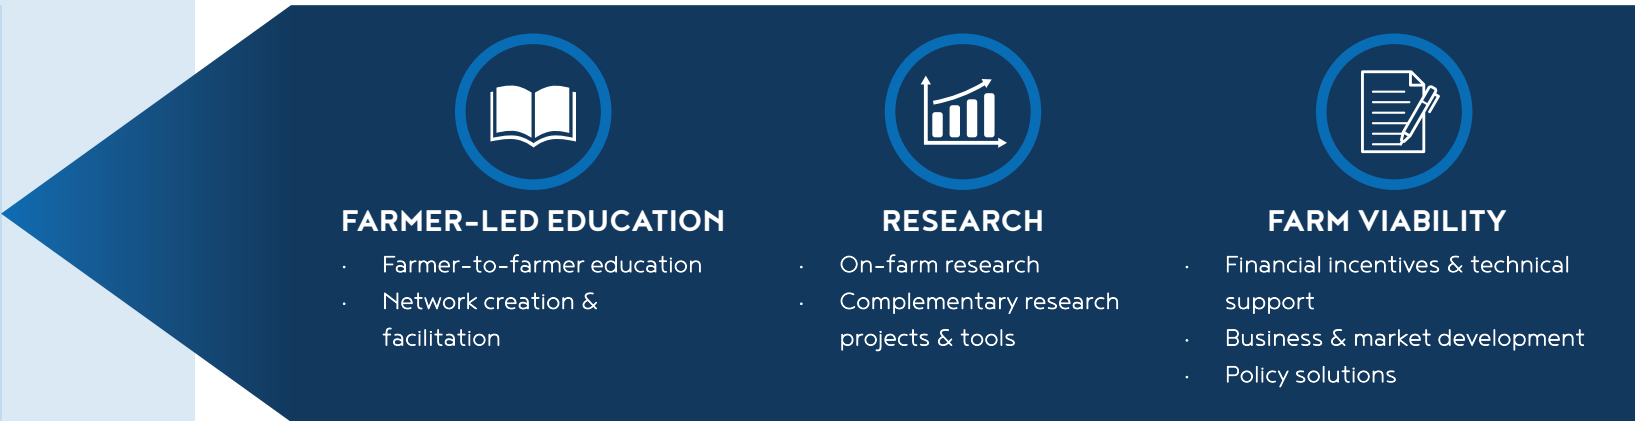 FARMER-LED EDUCATION
· Farmer-to-farmer education
· Network creation &
facilitation
RESEARCH
· On-farm research
· Complementary research
projects & tools
FARM VIABILITY
· Financial incentives & technical
support
· Business & market development
· Policy solutions